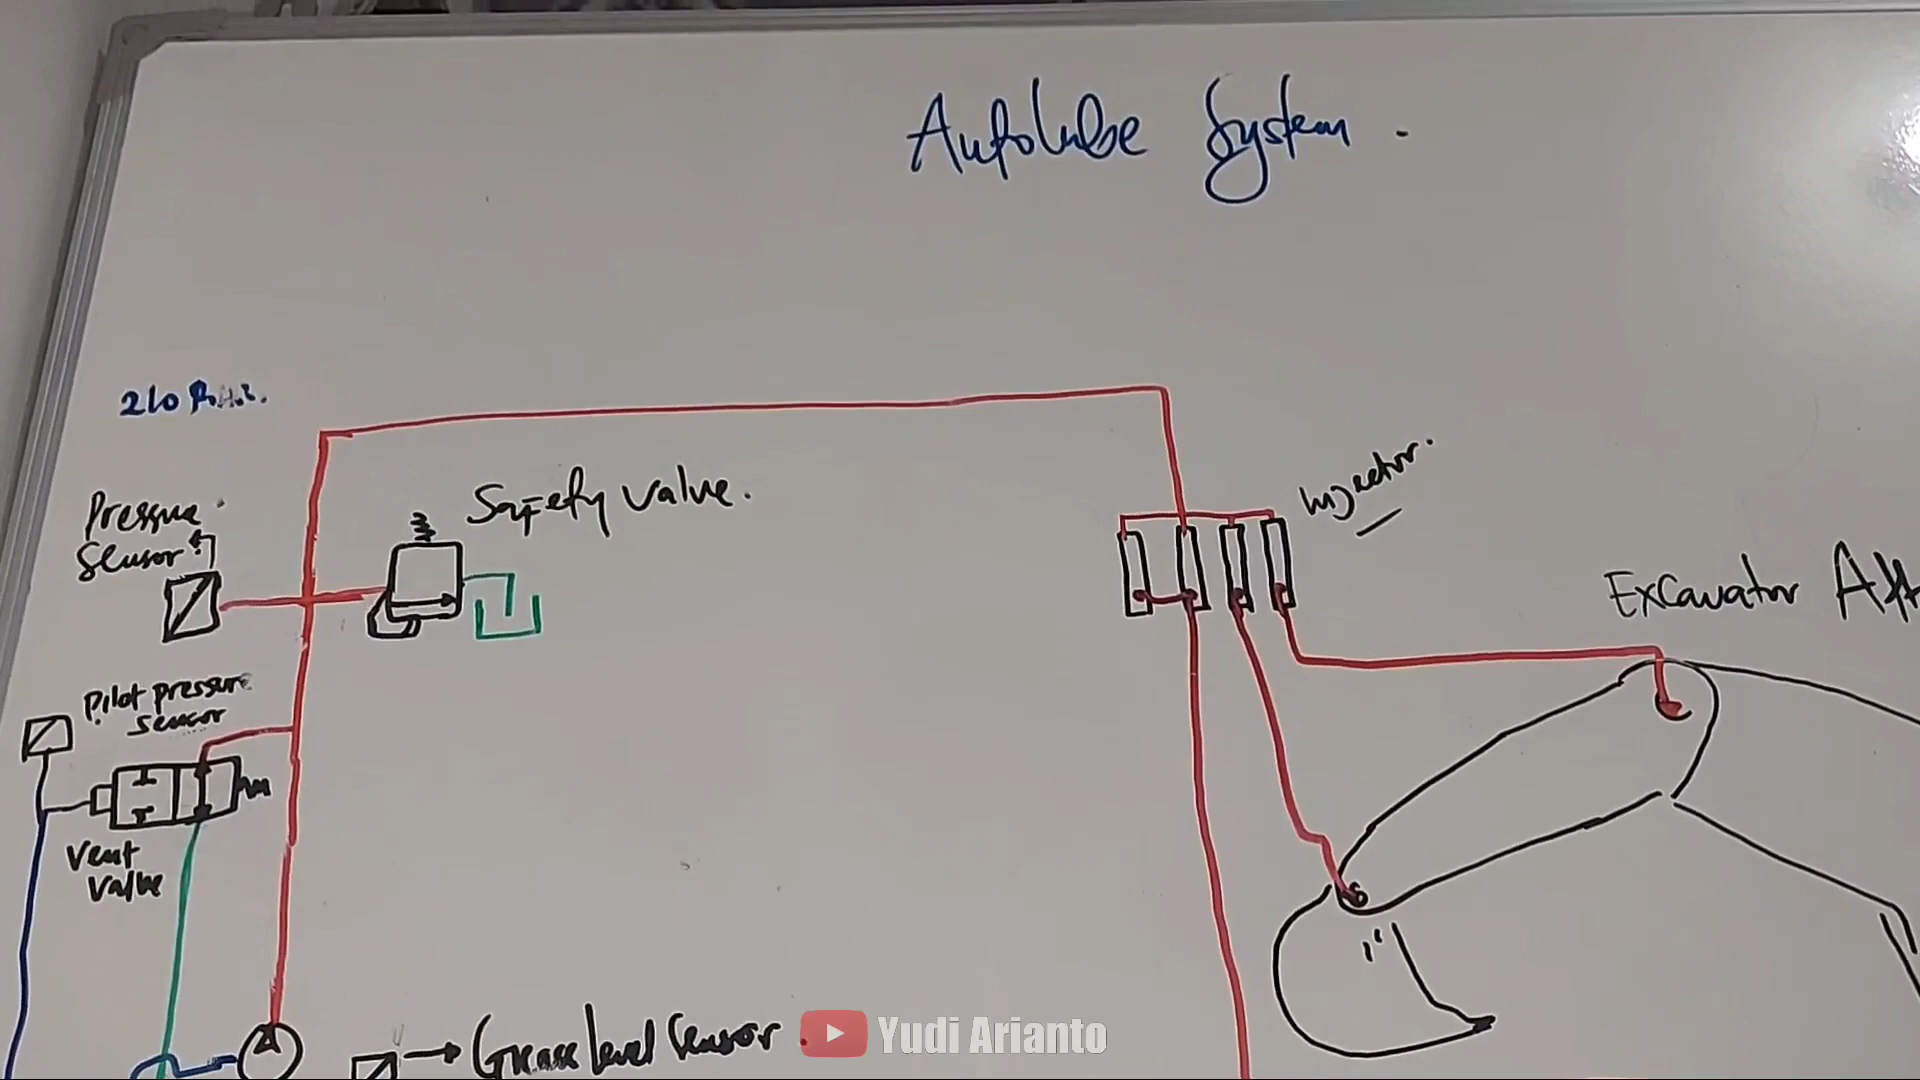 Autolube System.
210
Pressure
sensor
Safety valve.
Injector.
Excavator
Pilot pressure
sensor
Vent
valve
Grease level sensor.
Yudi Arianto